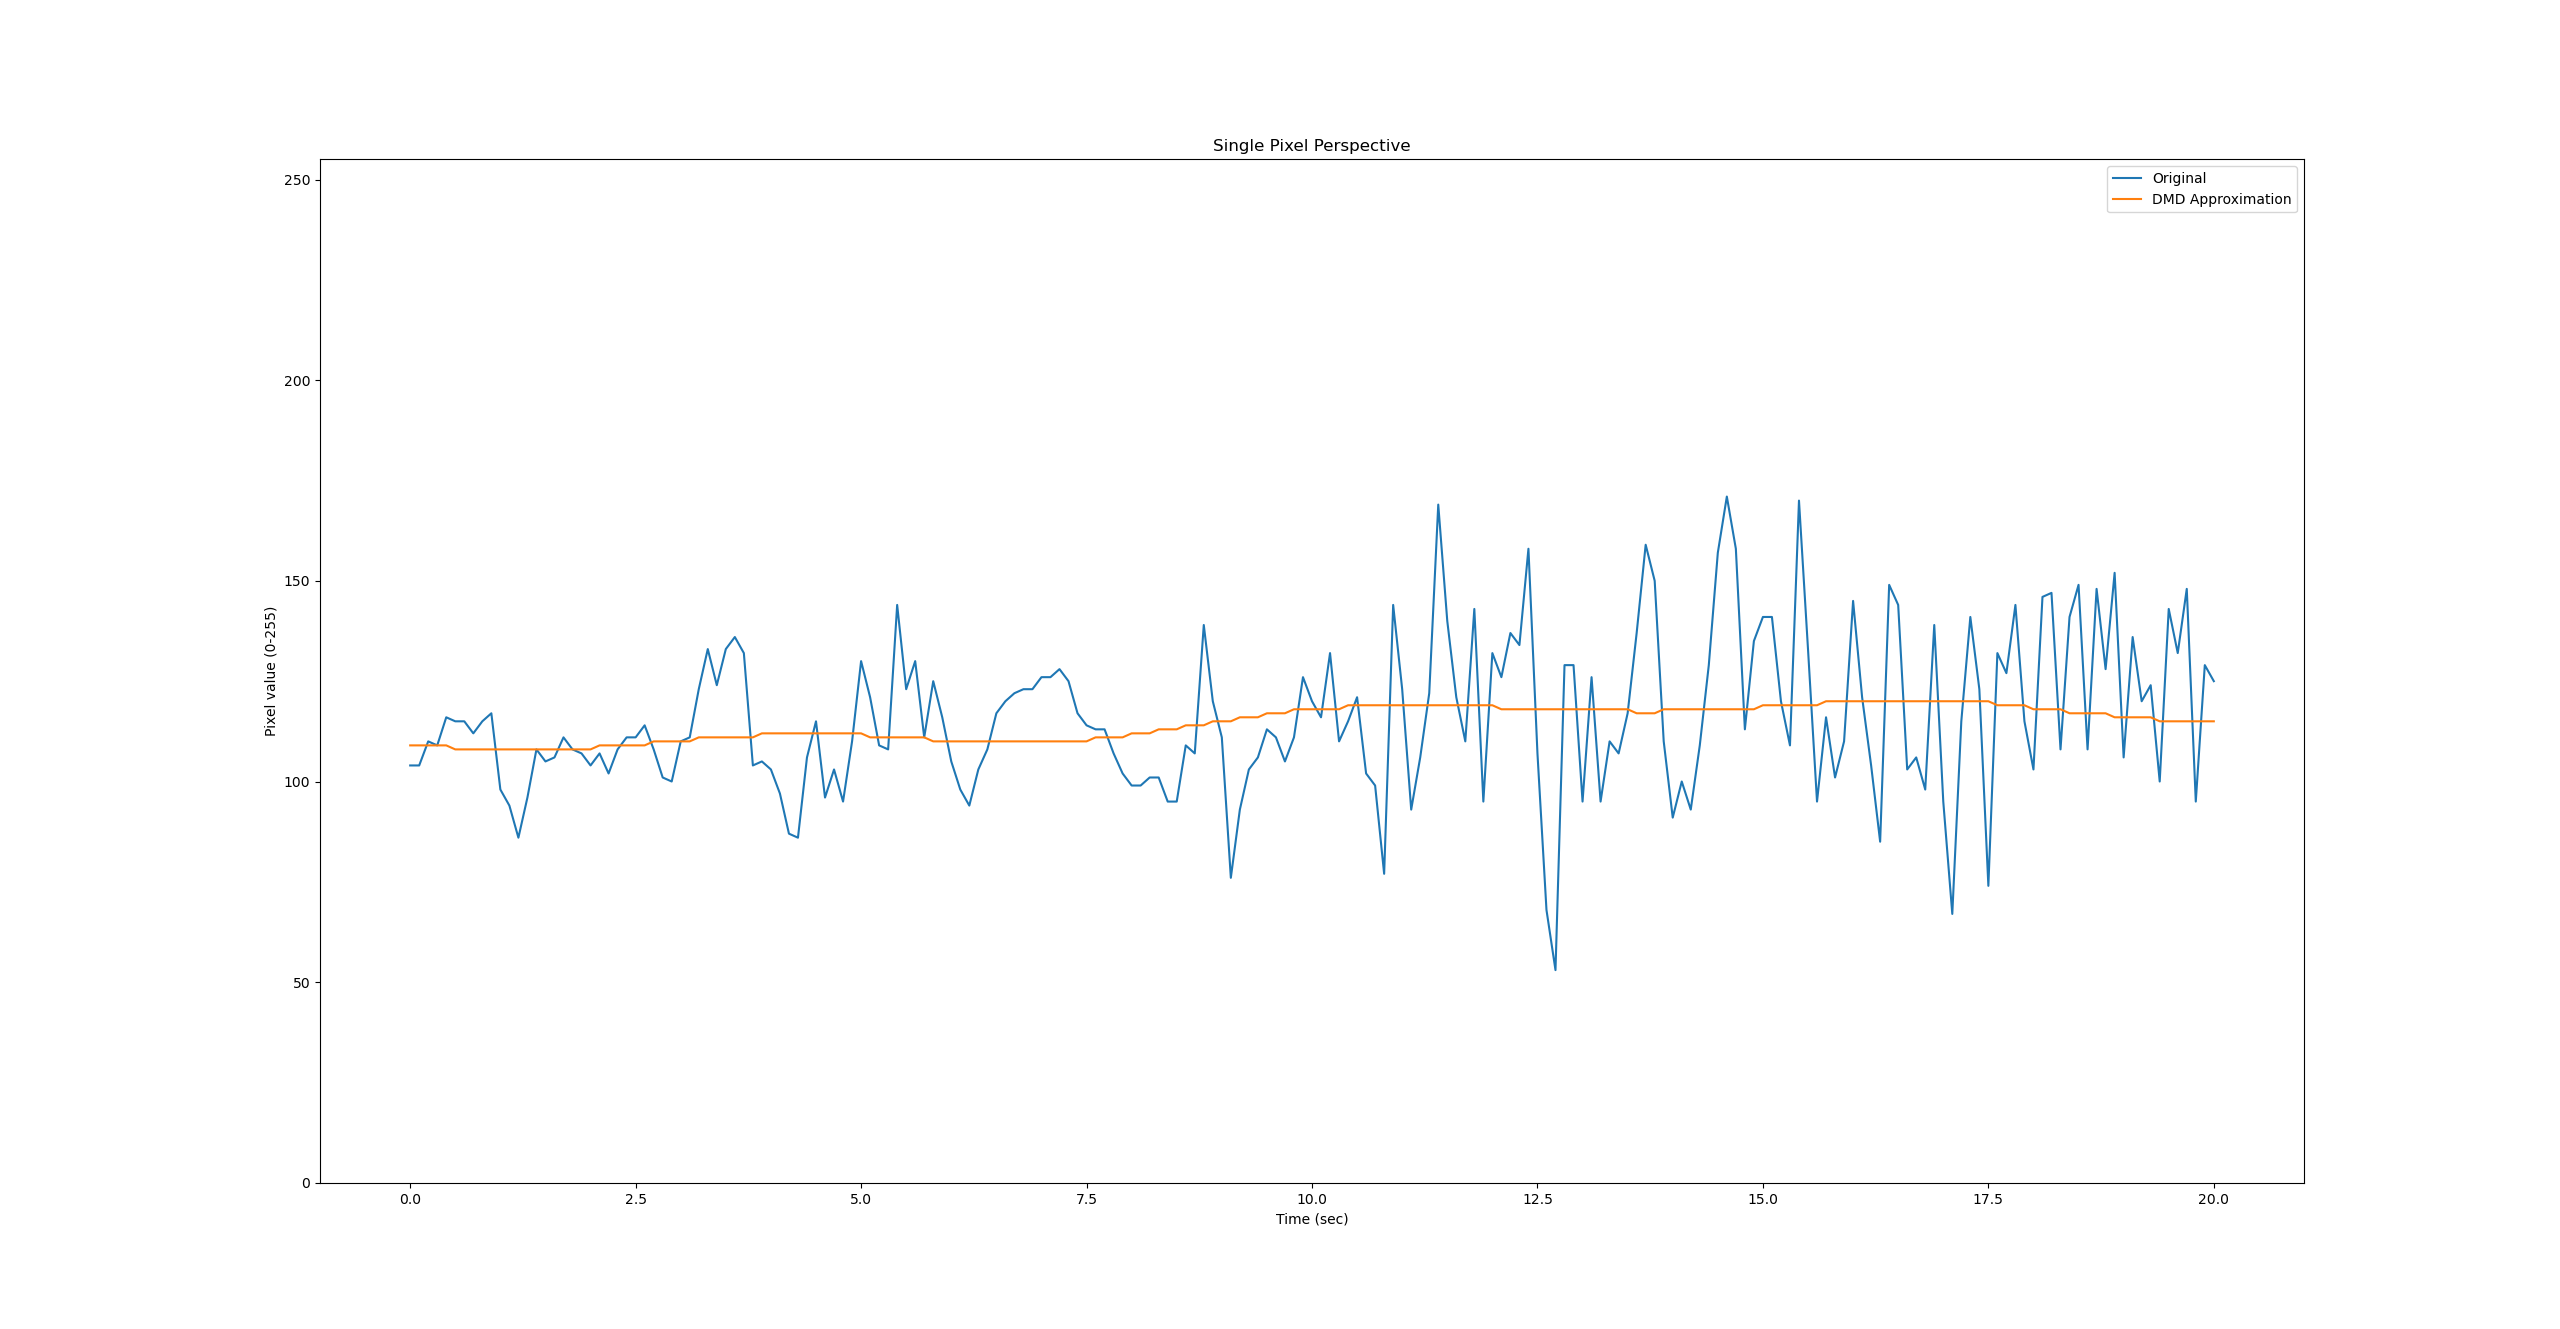 Single Pixel Perspective
Original
DMD Approximation
250
200
150
100
50
0
Pixel value (0-255)
0.0 2.5 5.0 7.5 10.0 12.5 15.0 17.5 20.0
Time (sec)